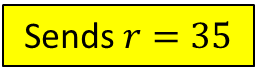 Sends r = 35